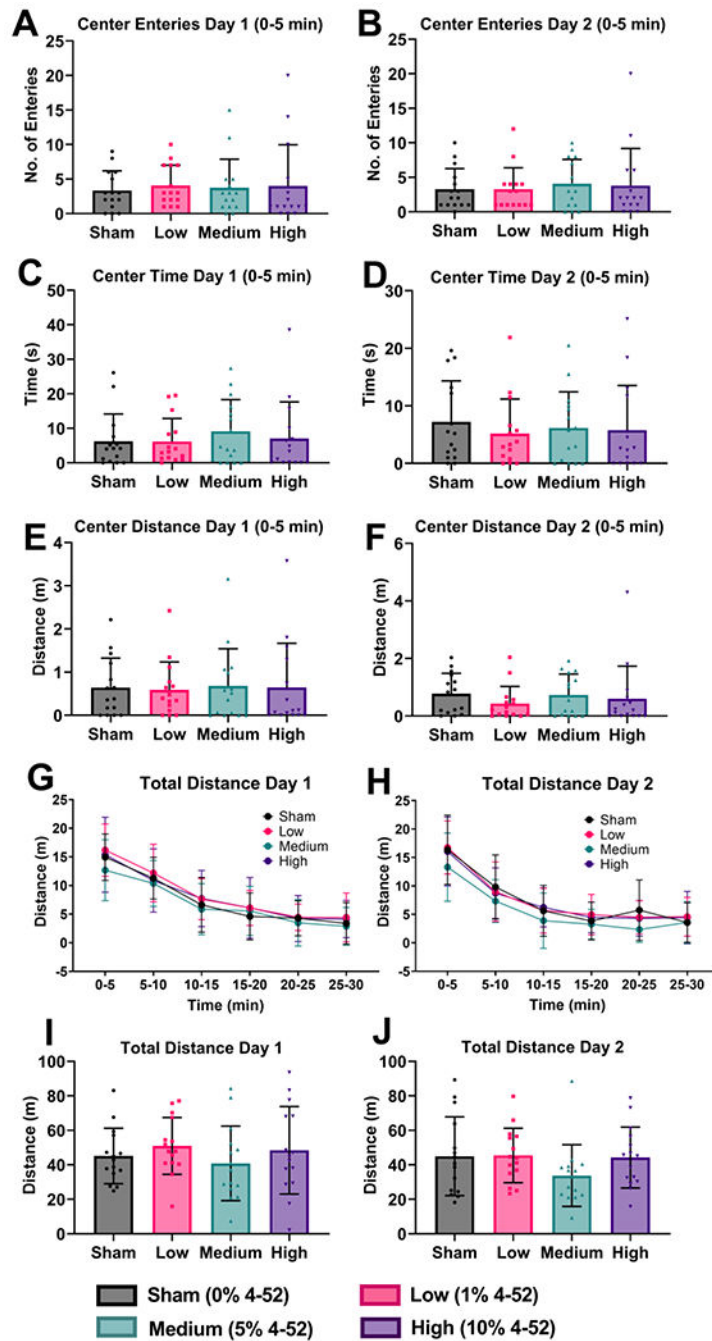 A
Center Enteries Day 1 (0-5 min)
No. of Enteries
25
20
15
10
5
0
Sham Low Medium High
B
Center Enteries Day 2 (0-5 min)
No. of Enteries
25
20
15
10
5
0
Sham Low Medium High
C
Center Time Day 1 (0-5 min)
Time (s)
50
40
30
20
10
0
Sham Low Medium High
D
Center Time Day 2 (0-5 min)
Time (s)
30
20
10
0
Sham Low Medium High
E
Center Distance Day 1 (0-5 min)
Distance (m)
4
3
2
1
0
Sham Low Medium High
F
Center Distance Day 2 (0-5 min)
Distance (m)
6
4
2
0
Sham Low Medium High
G
Total Distance Day 1
Distance (m)
25
20
15
10
5
0
-5
Sham
Low
Medium
High
0-5 5-10 10-15 15-20 20-25 25-30
Time (min)
H
Total Distance Day 2
Distance (m)
25
20
15
10
5
0
-5
Sham
Low
Medium
High
0-5 5-10 10-15 15-20 20-25 25-30
Time (min)
I
Total Distance Day 1
Distance (m)
100
80
60
40
20
0
Sham Low Medium High
J
Total Distance Day 2
Distance (m)
100
80
60
40
20
0
Sham Low Medium High
Sham (0% 4-52) Low (1% 4-52)
Medium (5% 4-52) High (10% 4-52)